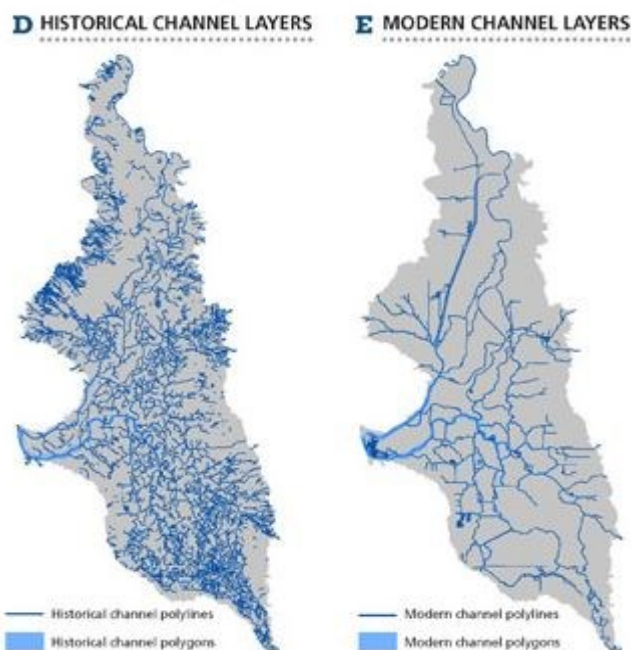 D HISTORICAL CHANNEL LAYERS
E MODERN CHANNEL LAYERS
Historical channel polylines
Historical channel polygons
Modern channel polylines
Modern channel polygons